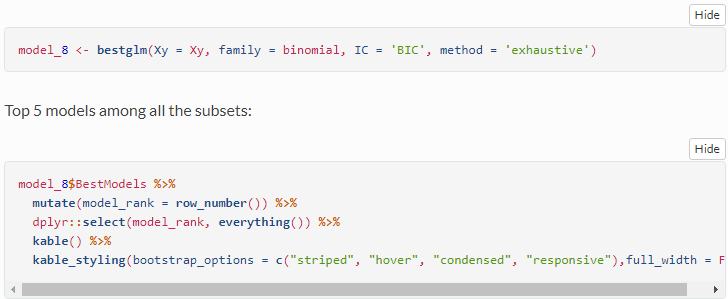 Hide
model_8 <- bestglm(Xy = Xy, family = binomial, IC = 'BIC', method = 'exhaustive')
Top 5 models among all the subsets:
Hide
model_8$BestModels %>%
  mutate(model_rank = row_number()) %>%
  dplyr::select(model_rank, everything()) %>%
  kable() %>%
  kable_styling(bootstrap_options = c("striped", "hover", "condensed", "responsive"),full_width = F